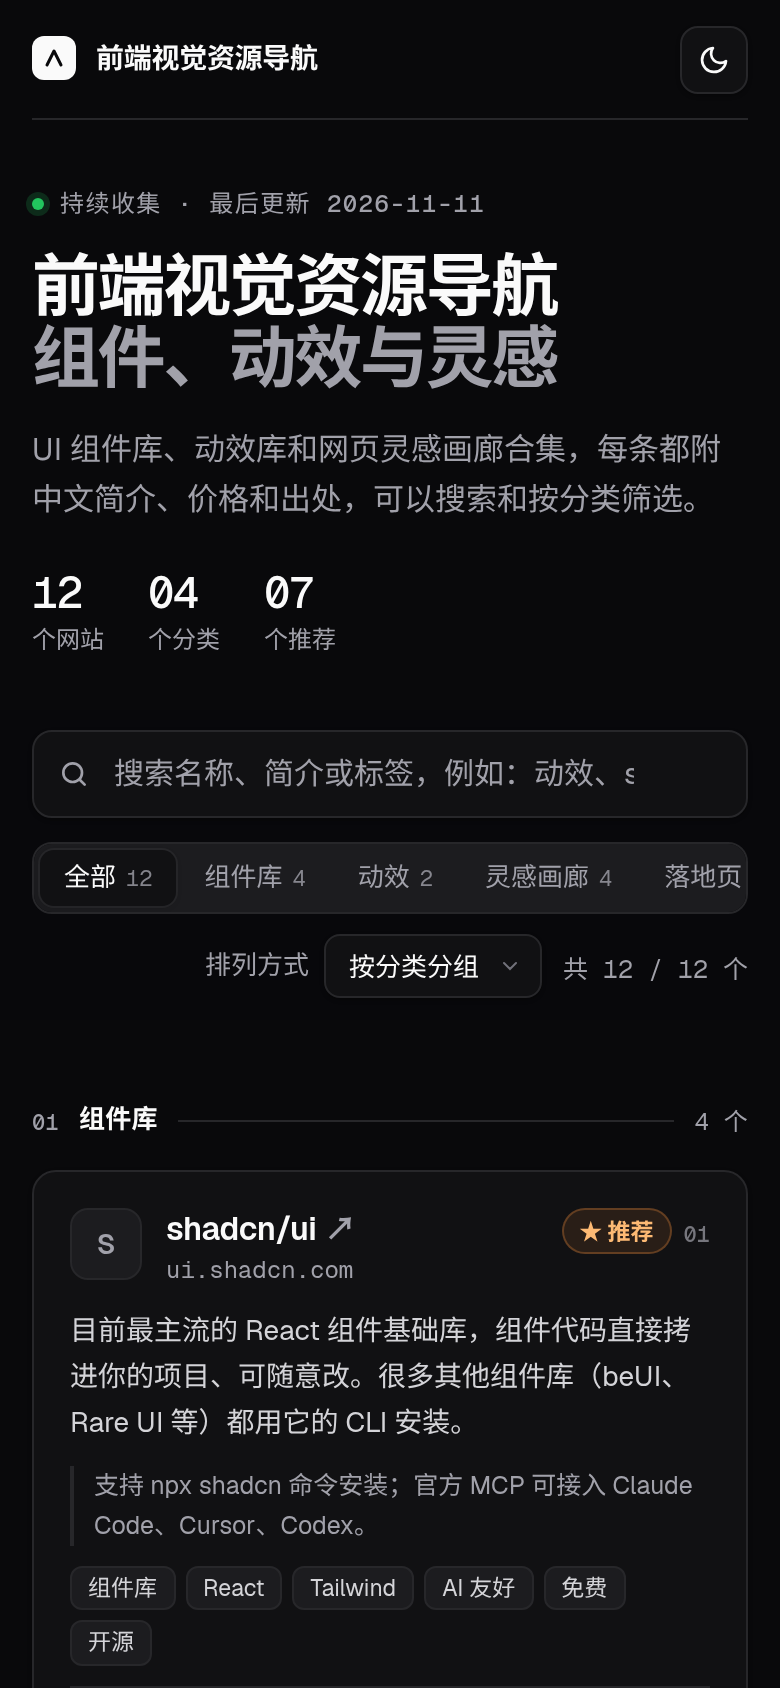 前端视觉资源导航
持续收集 · 最后更新 2026-11-11
前端视觉资源导航
组件、动效与灵感
UI 组件库、动效库和网页灵感画廊合集，每条都附
中文简介、价格和出处，可以搜索和按分类筛选。
12 04 07
个网站 个分类 个推荐
搜索名称、简介或标签，例如：动效、s
全部 12 组件库 4 动效 2 灵感画廊 4 落地页
排列方式 按分类分组 共 12 / 12 个
01 组件库 4 个
S shadcn/ui ↗ ★ 推荐 01
ui.shadcn.com
目前最主流的 React 组件基础库，组件代码直接拷
进你的项目、可随意改。很多其他组件库（beUI、
Rare UI 等）都用它的 CLI 安装。
支持 npx shadcn 命令安装；官方 MCP 可接入 Claude
Code、Cursor、Codex。
组件库 React Tailwind AI 友好 免费
开源